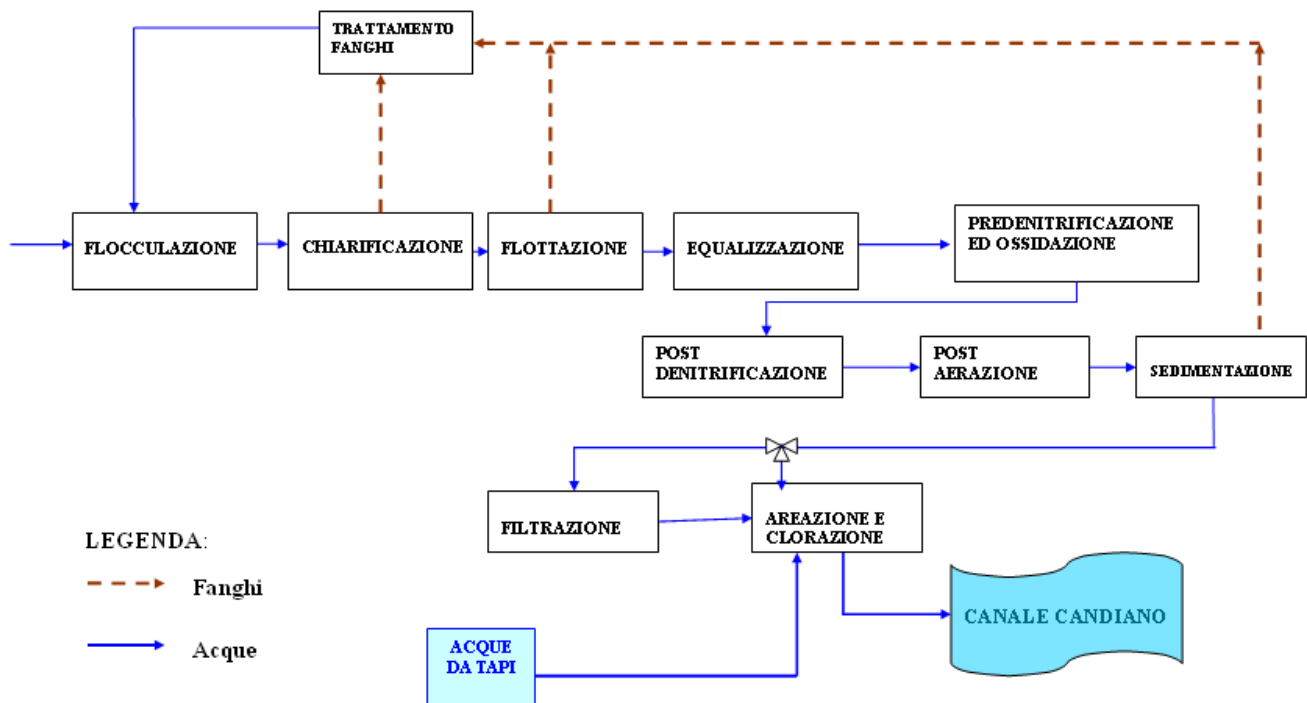 TRATTAMENTO
FANGHI
FLOCCULAZIONE
CHIARIFICAZIONE
FLOTTAZIONE
EQUALIZZAZIONE
PREDENITRIFICAZIONE
ED OSSIDAZIONE
POST
DENITRIFICAZIONE
POST
AERAZIONE
SEDIMENTAZIONE
FILTRAZIONE
AREAZIONE E
CLORAZIONE
LEGENDA:
Fanghi
Acque
ACQUE
DA TAPI
CANALE CANDIANO